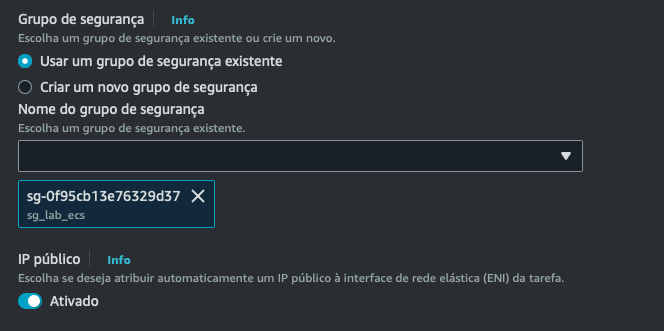 Grupo de segurança Info
Escolha um grupo de segurança existente ou crie um novo.
Usar um grupo de segurança existente
Criar um novo grupo de segurança
Nome do grupo de segurança
Escolha um grupo de segurança existente.
sg-0f95cb13e76329d37
sg_lab_ecs
IP público Info
Escolha se deseja atribuir automaticamente um IP público à interface de rede elástica (ENI) da tarefa.
Ativado